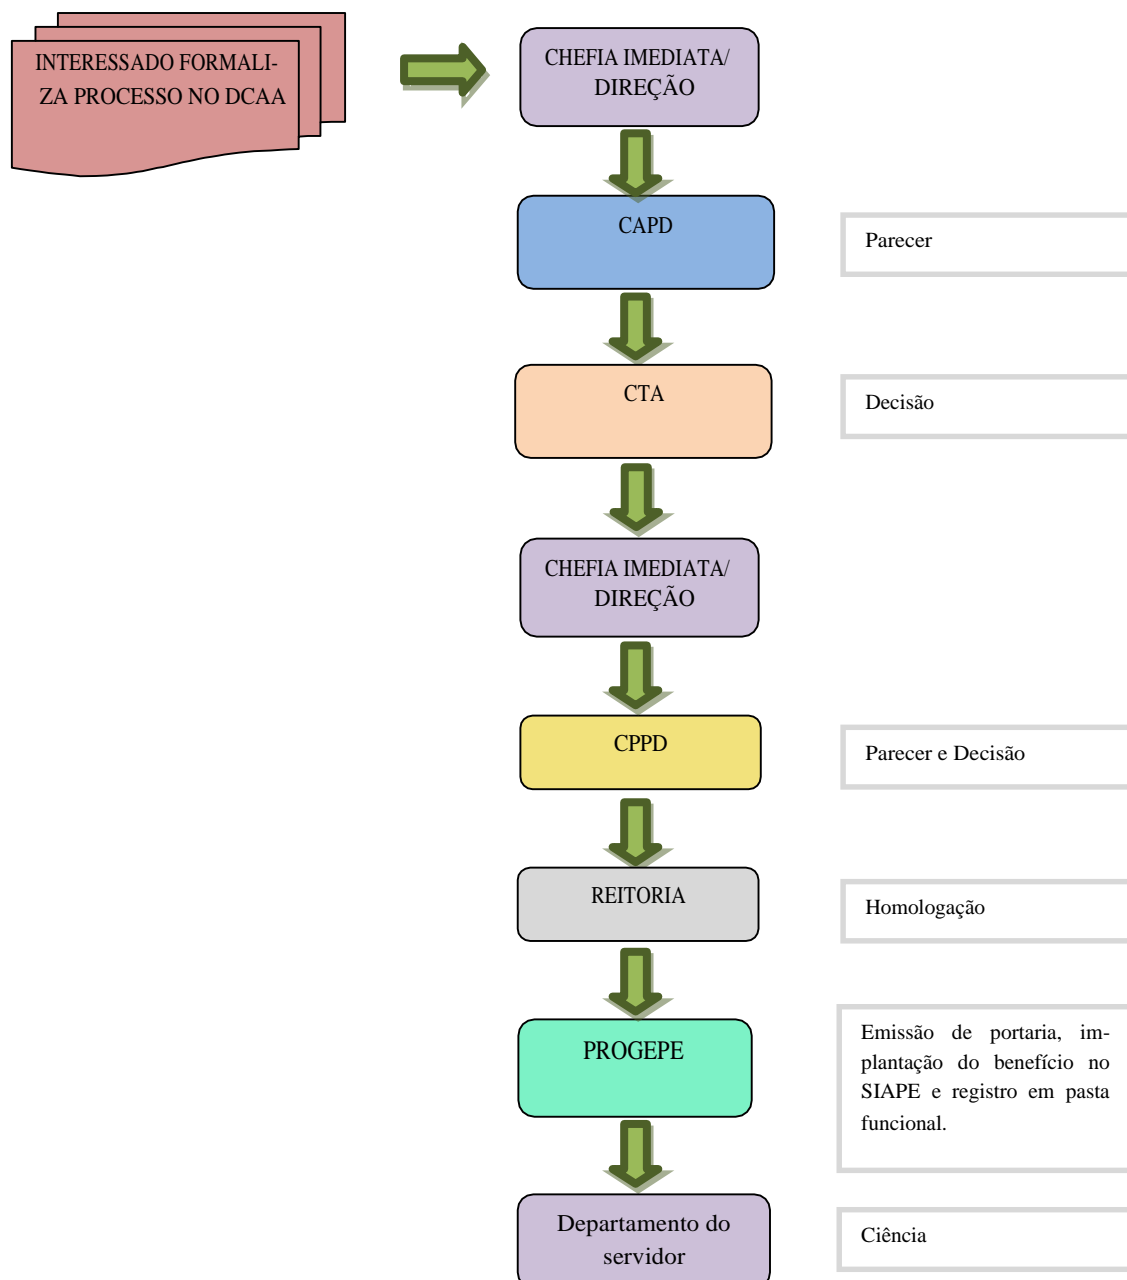 INTERESSADO FORMALI-
ZA PROCESSO NO DCAA
CHEFIA IMEDIATA/
DIREÇÃO
CAPD
Parecer
CTA
Decisão
CHEFIA IMEDIATA/
DIREÇÃO
CPPD
Parecer e Decisão
REITORIA
Homologação
PROGEPE
Emissão de portaria, im-
plantação do benefício no
SIAPE e registro em pasta
funcional.
Departamento do
servidor
Ciência